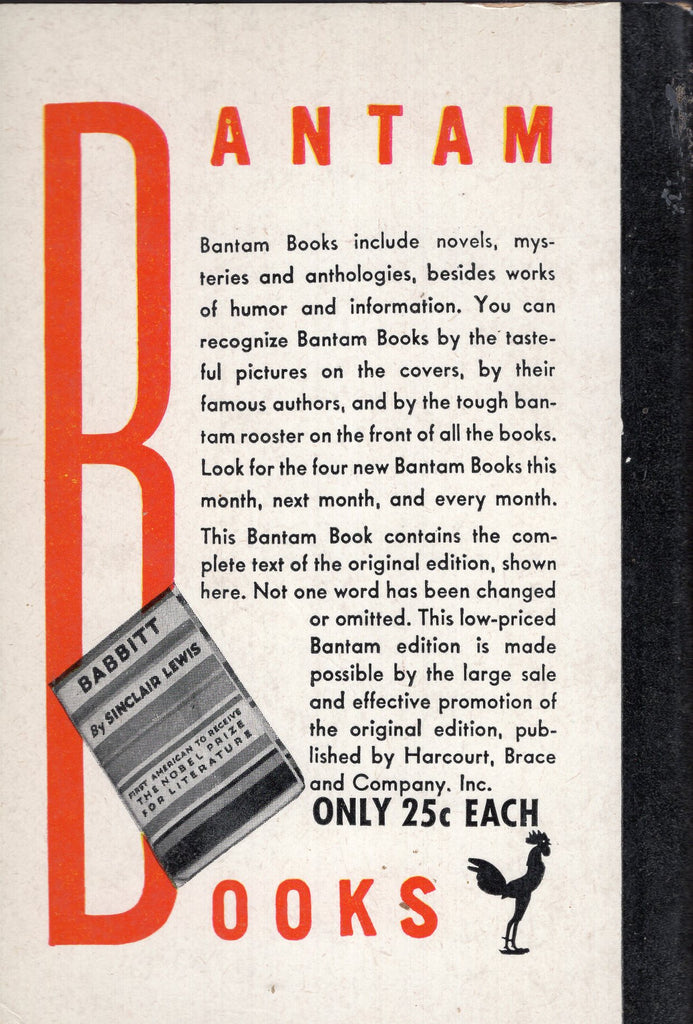 BANTAM
Bantam Books include novels, mys-
teries and anthologies, besides works
of humor and information. You can
recognize Bantam Books by the taste-
ful pictures on the covers, by their
famous authors, and by the tough ban-
tam rooster on the front of all the books.
Look for the four new Bantam Books this
month, next month, and every month.
This Bantam Book contains the com-
plete text of the original edition, shown
here. Not one word has been changed
or omitted. This low-priced
Bantam edition is made
possible by the large sale
and effective promotion of
the original edition, pub-
lished by Harcourt, Brace
and Company, Inc.
ONLY 25c EACH
BABBITT
By SINCLAIR LEWIS
FIRST AMERICAN TO RECEIVE
THE NOBEL PRIZE
FOR LITERATURE
BOOKS